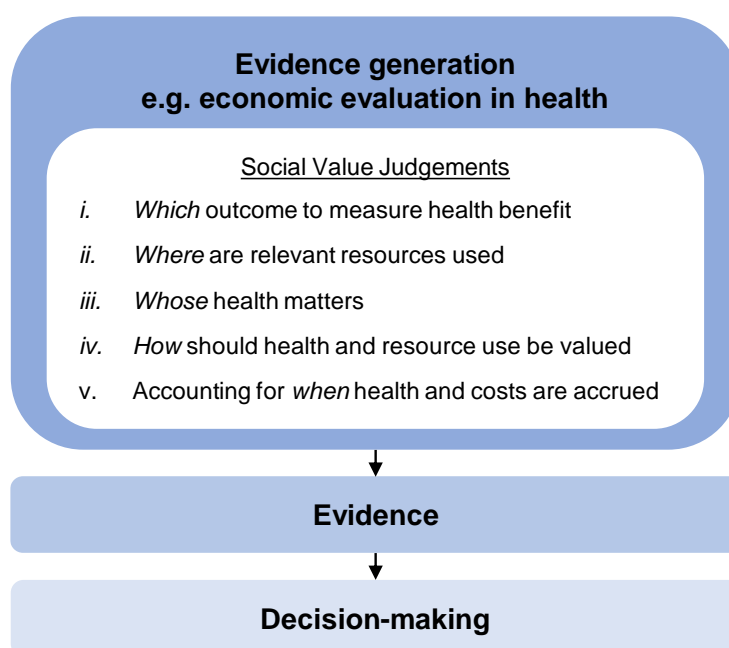 Evidence generation
e.g. economic evaluation in health
Social Value Judgements
i. Which outcome to measure health benefit
ii. Where are relevant resources used
iii. Whose health matters
iv. How should health and resource use be valued
v. Accounting for when health and costs are accrued
Evidence
Decision-making